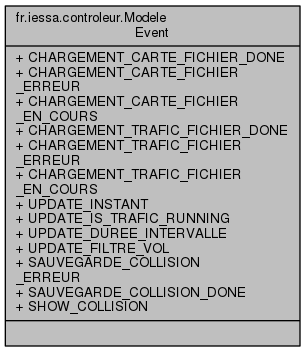 fr.iessa.controleur.Modele
Event
+ CHARGEMENT_CARTE_FICHIER_DONE
+ CHARGEMENT_CARTE_FICHIER
_ERREUR
+ CHARGEMENT_CARTE_FICHIER
_EN_COURS
+ CHARGEMENT_TRAFIC_FICHIER_DONE
+ CHARGEMENT_TRAFIC_FICHIER
_ERREUR
+ CHARGEMENT_TRAFIC_FICHIER
_EN_COURS
+ UPDATE_INSTANT
+ UPDATE_IS_TRAFIC_RUNNING
+ UPDATE_DUREE_INTERVALLE
+ UPDATE_FILTRE_VOL
+ SAUVEGARDE_COLLISION
_ERREUR
+ SAUVEGARDE_COLLISION_DONE
+ SHOW_COLLISION